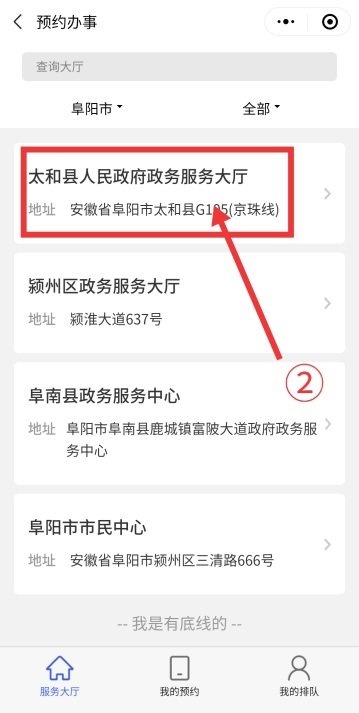 预约办事
查询大厅
阜阳市 全部
太和县人民政府政务服务大厅
地址 安徽省阜阳市太和县G105(京珠线)
颍州区政务服务大厅
地址 颍淮大道637号
②
阜南县政务服务中心
地址 阜阳市阜南县鹿城镇富陂大道政府政务服
务中心
阜阳市市民中心
地址 安徽省阜阳市颍州区三清路666号
-- 我是有底线的 --
服务大厅 我的预约 我的排队